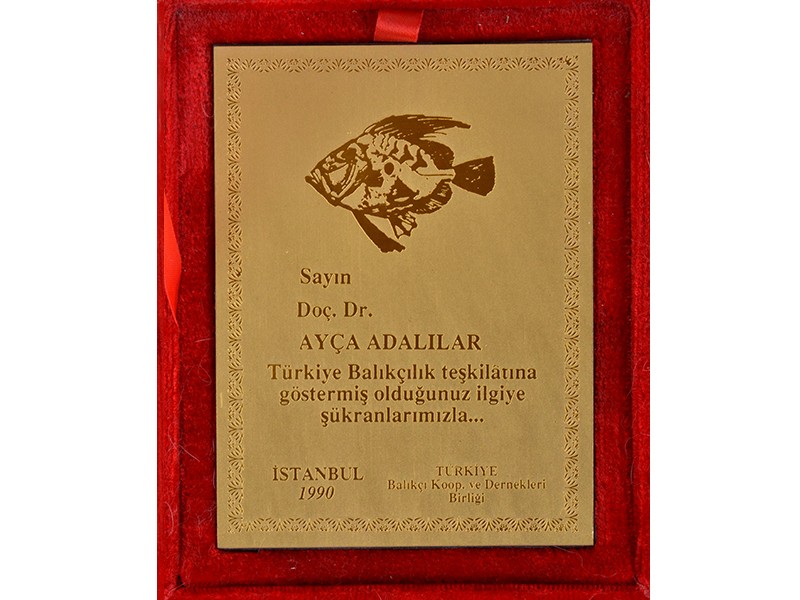 Sayın
Doç. Dr.
AYÇA ADALILAR
Türkiye Balıkçılık teşkilâtına
göstermiş olduğunuz ilgiye
şükranlarımızla...
İSTANBUL
1990
TÜRKİYE
Balıkçı Koop. ve Dernekleri
Birliği